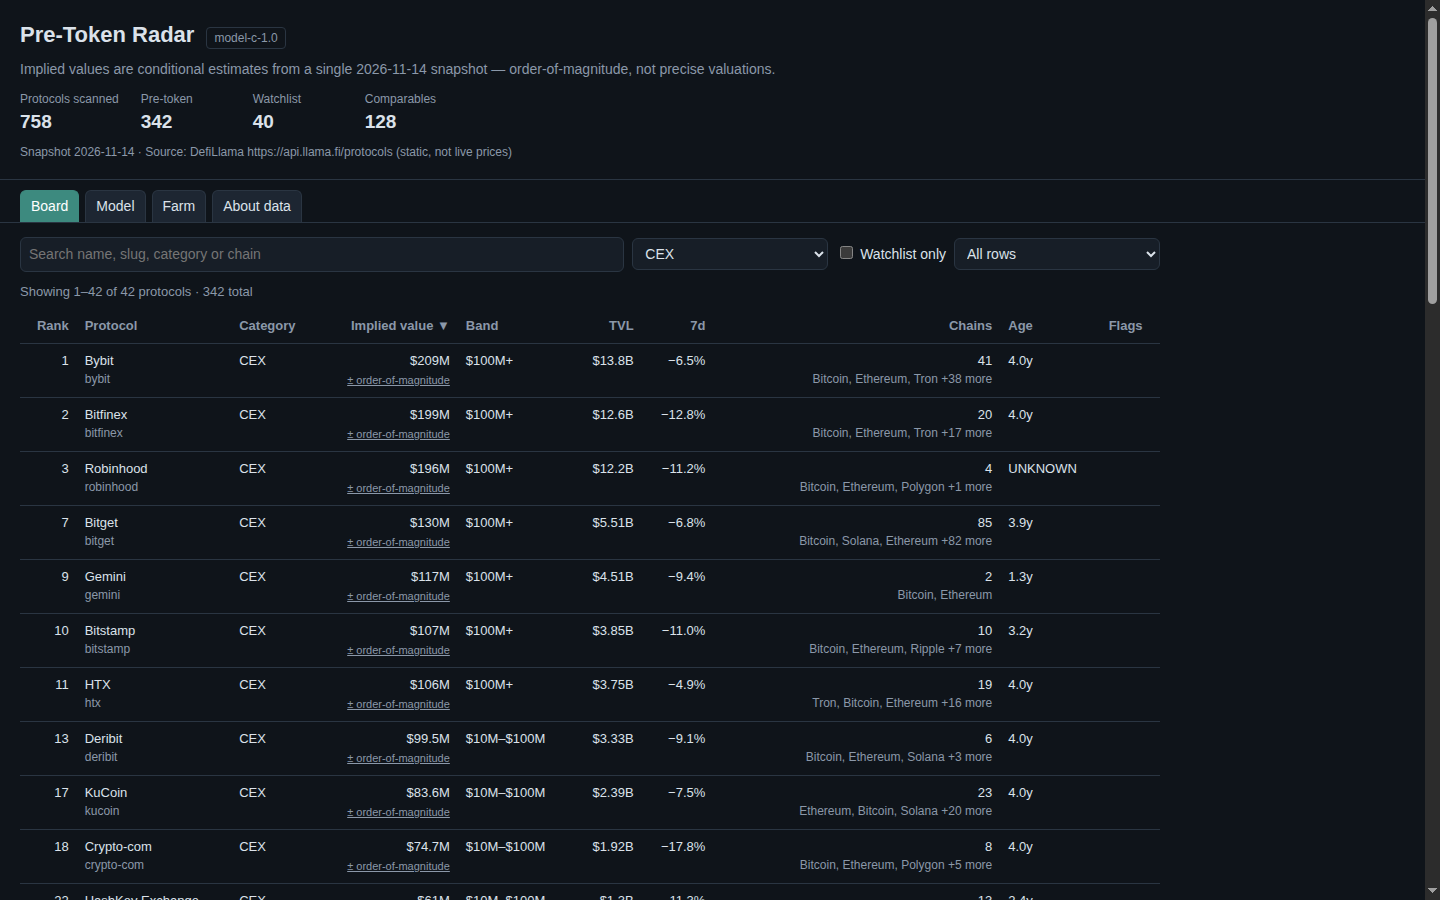 Pre-Token Radar model-c-1.0
Implied values are conditional estimates from a single 2026-11-14 snapshot — order-of-magnitude, not precise valuations.
Protocols scanned Pre-token Watchlist Comparables
758 342 40 128
Snapshot 2026-11-14 · Source: DefiLlama https://api.llama.fi/protocols (static, not live prices)
Board Model Farm About data
Search name, slug, category or chain CEX Watchlist only All rows
Showing 1–42 of 42 protocols · 342 total
Rank Protocol Category Implied value ▼ Band TVL 7d Chains Age Flags
1 Bybit CEX $209M $100M+ $13.8B −6.5% 41 4.0y
bybit ± order-of-magnitude Bitcoin, Ethereum, Tron +38 more
2 Bitfinex CEX $199M $100M+ $12.6B −12.8% 20 4.0y
bitfinex ± order-of-magnitude Bitcoin, Ethereum, Tron +17 more
3 Robinhood CEX $196M $100M+ $12.2B −11.2% 4 UNKNOWN
robinhood ± order-of-magnitude Bitcoin, Ethereum, Polygon +1 more
7 Bitget CEX $130M $100M+ $5.51B −6.8% 85 3.9y
bitget ± order-of-magnitude Bitcoin, Solana, Ethereum +82 more
9 Gemini CEX $117M $100M+ $4.51B −9.4% 2 1.3y
gemini ± order-of-magnitude Bitcoin, Ethereum
10 Bitstamp CEX $107M $100M+ $3.85B −11.0% 10 3.2y
bitstamp ± order-of-magnitude Bitcoin, Ethereum, Ripple +7 more
11 HTX CEX $106M $100M+ $3.75B −4.9% 19 4.0y
htx ± order-of-magnitude Tron, Bitcoin, Ethereum +16 more
13 Deribit CEX $99.5M $10M–$100M $3.33B −9.1% 6 4.0y
deribit ± order-of-magnitude Bitcoin, Ethereum, Solana +3 more
17 KuCoin CEX $83.6M $10M–$100M $2.39B −7.5% 23 4.0y
kucoin ± order-of-magnitude Ethereum, Bitcoin, Solana +20 more
18 Crypto-com CEX $74.7M $10M–$100M $1.92B −17.8% 8 4.0y
crypto-com ± order-of-magnitude Bitcoin, Ethereum, Polygon +5 more
HashKey Exchange CEX $61M $10M–$100M $1.3B